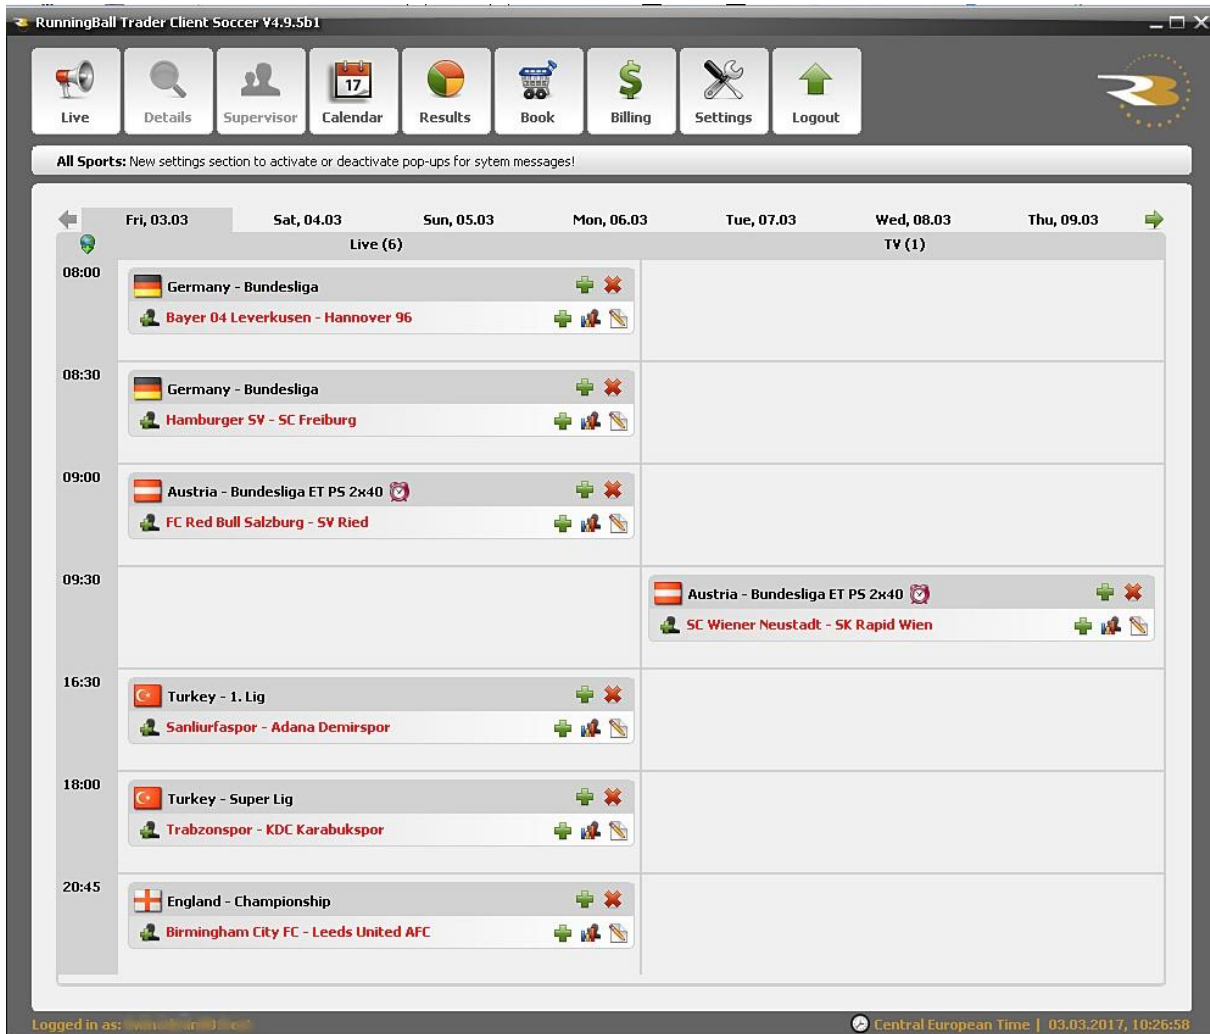 RunningBall Trader Client Soccer V4.9.5b1
Live Details Supervisor Calendar Results Book Billing Settings Logout
17
All Sports: New settings section to activate or deactivate pop-ups for sytem messages!
Fri, 03.03 Sat, 04.03 Sun, 05.03 Mon, 06.03 Tue, 07.03 Wed, 08.03 Thu, 09.03
Live (6) TV (1)
08:00
Germany - Bundesliga
Bayer 04 Leverkusen - Hannover 96
08:30
Germany - Bundesliga
Hamburger SV - SC Freiburg
09:00
Austria - Bundesliga ET PS 2x40
FC Red Bull Salzburg - SV Ried
09:30
Austria - Bundesliga ET PS 2x40
SC Wiener Neustadt - SK Rapid Wien
16:30
Turkey - 1. Lig
Sanliurfaspor - Adana Demirspor
18:00
Turkey - Super Lig
Trabzonspor - KDC Karabukspor
20:45
England - Championship
Birmingham City FC - Leeds United AFC
Logged in as:
Central European Time | 03.03.2017, 10:26:58